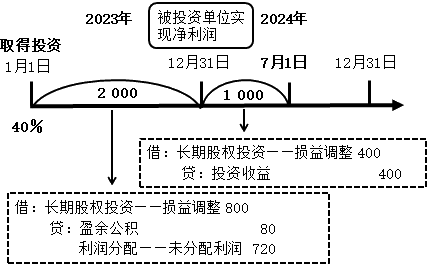 2023年 被投资单位实现净利润 2024年
取得投资
1月1日 12月31日 7月1日 12月31日
2 000 1 000
40%
借：长期股权投资——损益调整 400
贷：投资收益 400
借：长期股权投资——损益调整 800
贷：盈余公积 80
利润分配——未分配利润 720